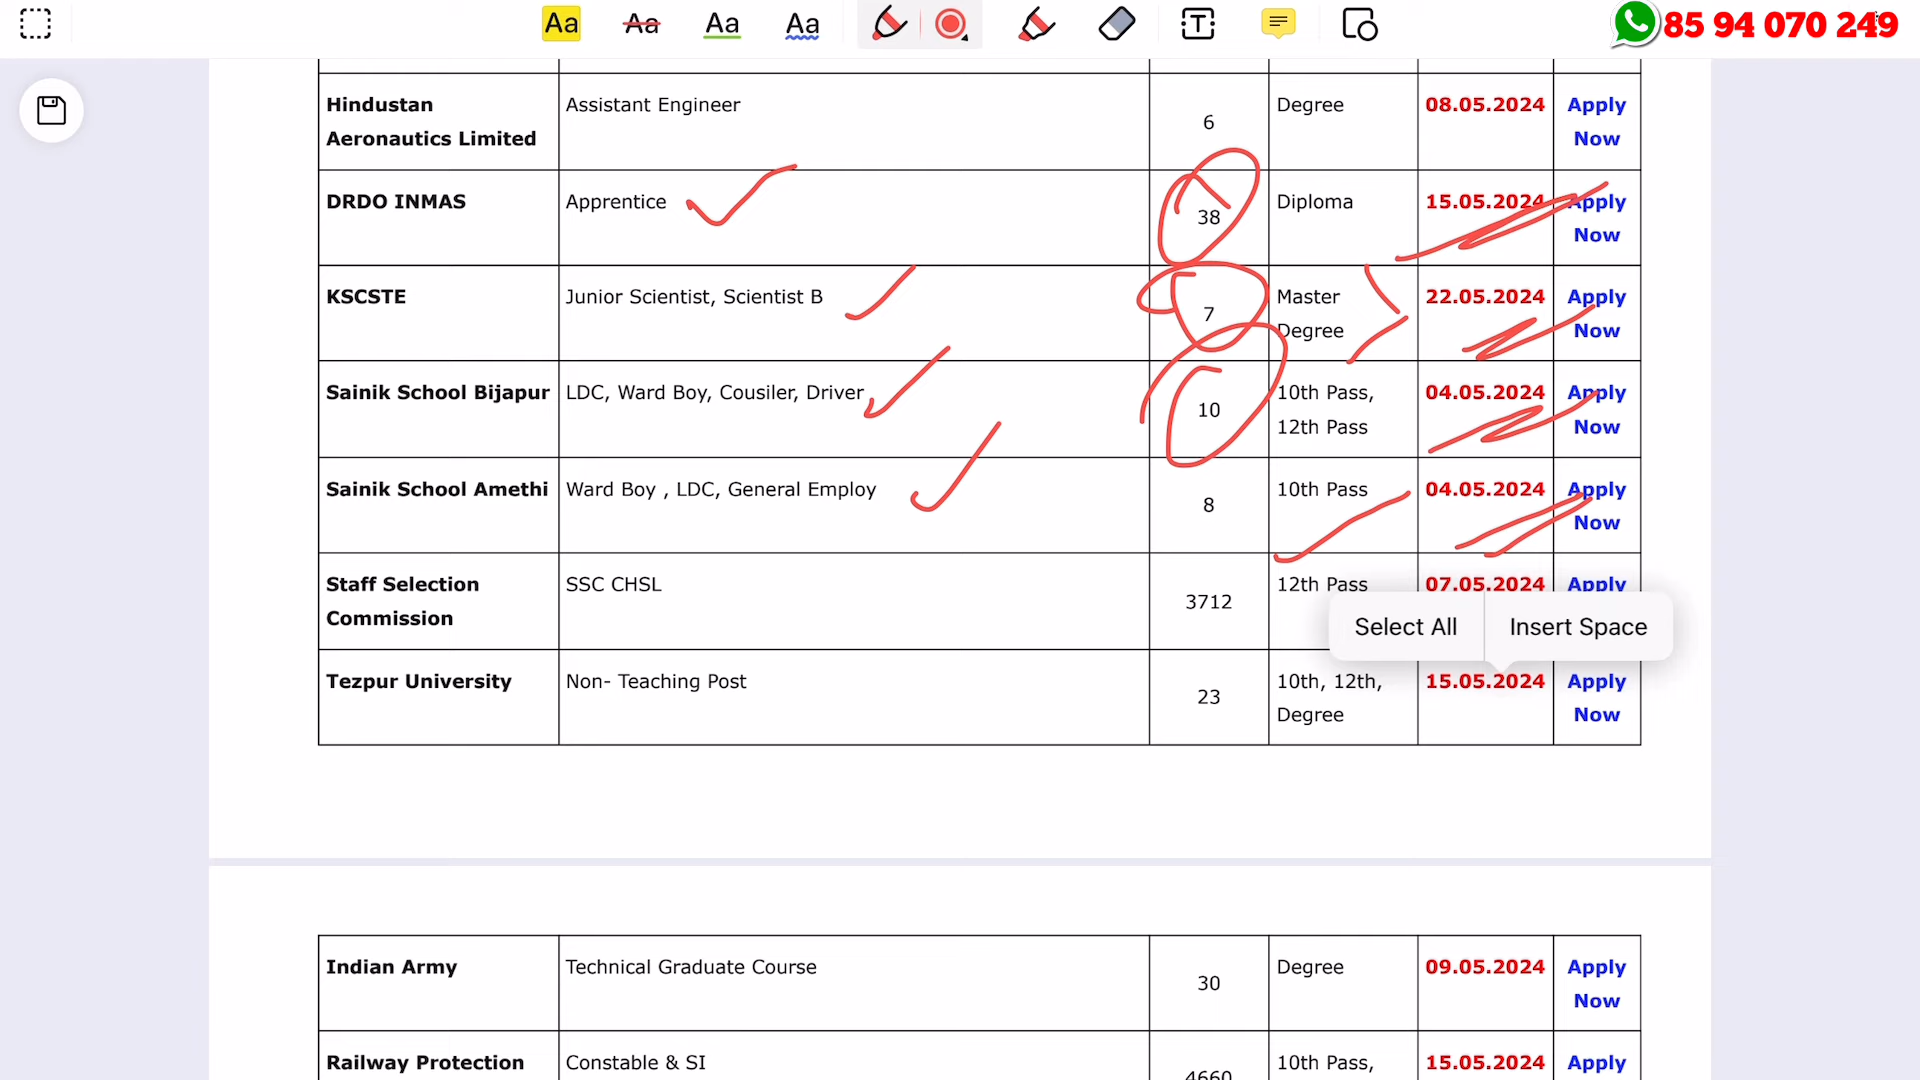 Aa Aa Aa Aa T
85 94 070 249
Hindustan Aeronautics Limited Assistant Engineer 6 Degree 08.05.2024 Apply Now
DRDO INMAS Apprentice 38 Diploma 15.05.2024 Apply Now
KSCSTE Junior Scientist, Scientist B 7 Master Degree 22.05.2024 Apply Now
Sainik School Bijapur LDC, Ward Boy, Cousiler, Driver 10 10th Pass, 12th Pass 04.05.2024 Apply Now
Sainik School Amethi Ward Boy , LDC, General Employ 8 10th Pass 04.05.2024 Apply Now
Staff Selection Commission SSC CHSL 3712 12th Pass 07.05.2024 Apply
Select All Insert Space
Tezpur University Non- Teaching Post 23 10th, 12th, Degree 15.05.2024 Apply Now
Indian Army Technical Graduate Course 30 Degree 09.05.2024 Apply Now
Railway Protection Constable & SI 4660 10th Pass, 15.05.2024 Apply